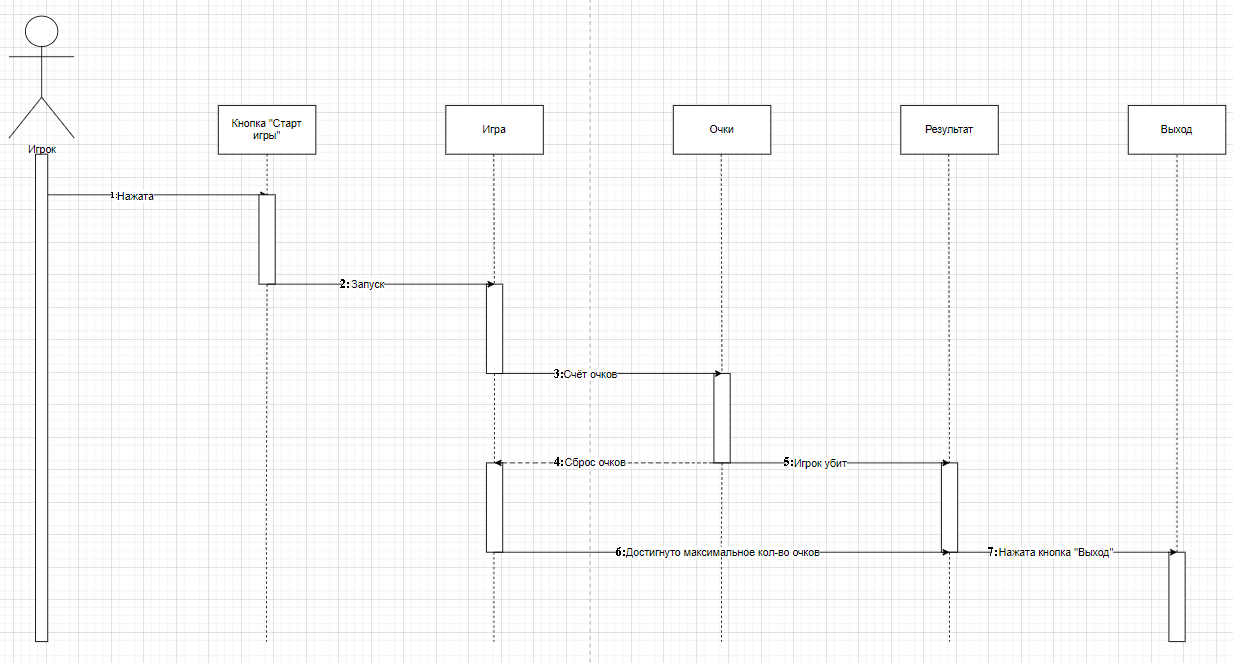 Игрок
Кнопка "Старт
игры"
Игра
Очки
Результат
Выход
1:Нажата
2:Запуск
3:Счёт очков
4:Сброс очков
5:Игрок убит
6:Достигнуто максимальное кол-во очков
7:Нажата кнопка "Выход"